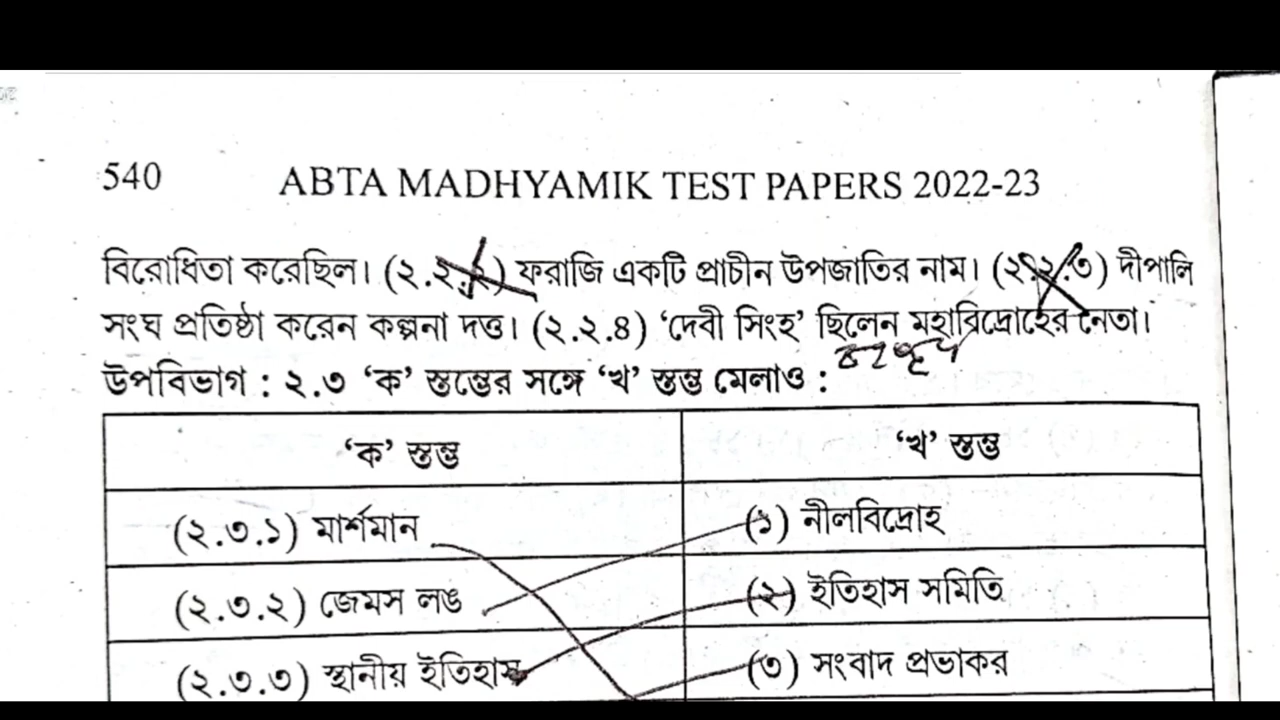 540 ABTA MADHYAMIK TEST PAPERS 2022-23
বিরোধিতা করেছিল। (২.২.২) ফরাজি একটি প্রাচীন উপজাতির নাম। (২.২.৩) দীপালি
সংঘ প্রতিষ্ঠা করেন কল্পনা দত্ত। (২.২.৪) ‘দেবী সিংহ’ ছিলেন মহাবিদ্রোহের নেতা।
উপবিভাগ : ২.৩ ‘ক’ স্তম্ভের সঙ্গে ‘খ’ স্তম্ভ মেলাও :
‘ক’ স্তম্ভ ‘খ’ স্তম্ভ
(২.৩.১) মার্শমান (১) নীলবিদ্রোহ
(২.৩.২) জেমস লঙ (২) ইতিহাস সমিতি
(২.৩.৩) স্থানীয় ইতিহাস (৩) সংবাদ প্রভাকর